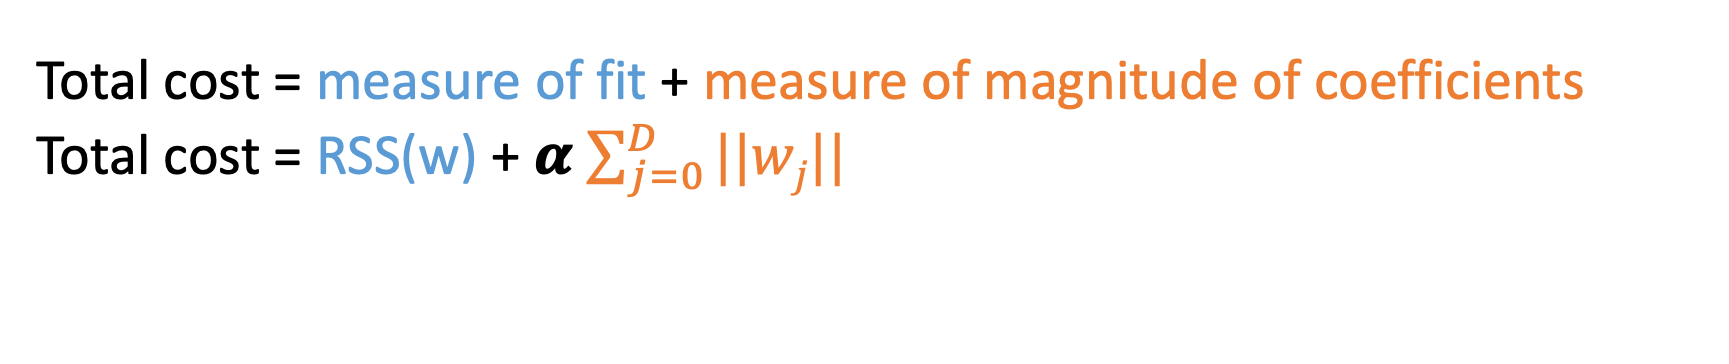 Total cost = measure of fit + measure of magnitude of coefficients
Total cost = RSS(w) + α ∑_{j=0}^{D} ||w_j||